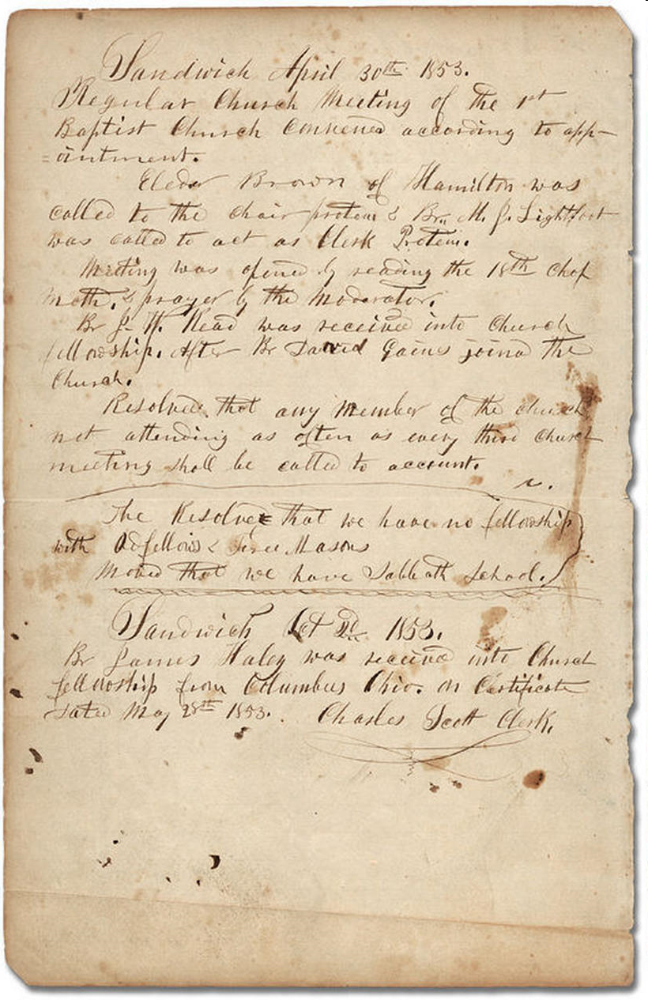 Sandwich April 30th 1853.
Regular Church Meeting of the 1st
Baptist Church Convened according to app-
=ointment.
Elder Brown of Hamilton was
called to the chair protem & Br. M. J. Lightfoot
was called to act as Clerk Protem.
Meeting was opened by reading the 18th Chap
Math. & prayer by the Moderator.
Br J. H. Read was received into Church
fellowship. After Br David Gains joind the
Church.
Resolved that any Member of the church
not attending as often as every third church
meeting shall be called to account.
The Resolve that we have no fellowship
with Odfellows & Free Masons
Moved that we have Sabbath School.
Sandwich Oct 2d 1853.
Br James Haley was received into Church
fellowship from Columbus Ohio. on Certificate
Dated May 28th 1853. Charles Scott Clerk.